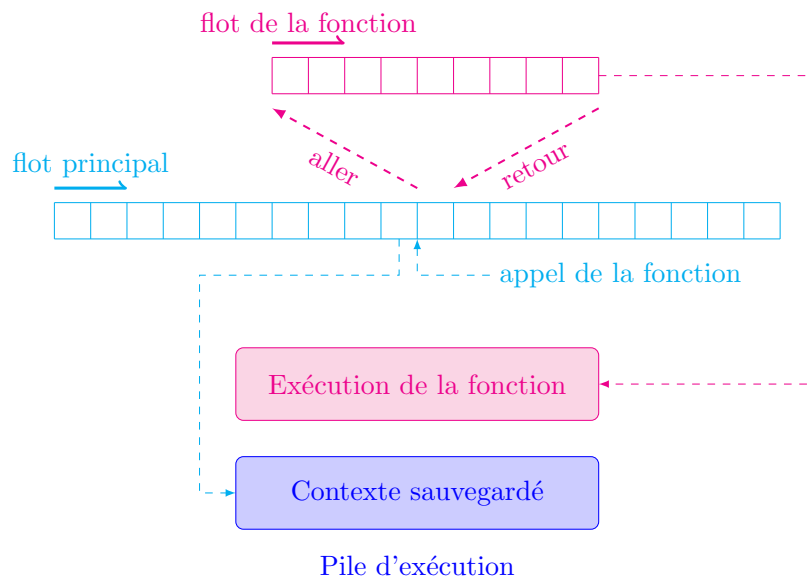 flot de la fonction
aller
retour
flot principal
appel de la fonction
Exécution de la fonction
Contexte sauvegardé
Pile d'exécution